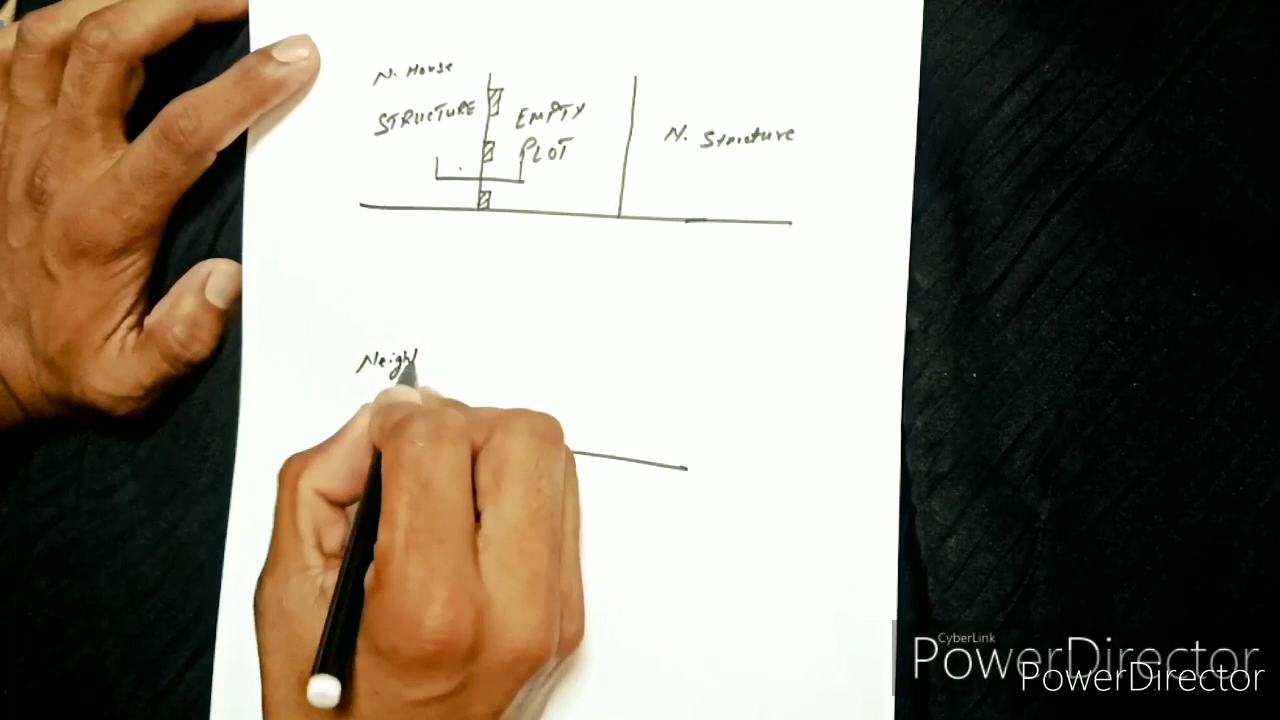 N. House
STRUCTURE
EMPTY
PLOT
N. Structure
Neigh
CyberLink
PowerDirector
PowerDirector